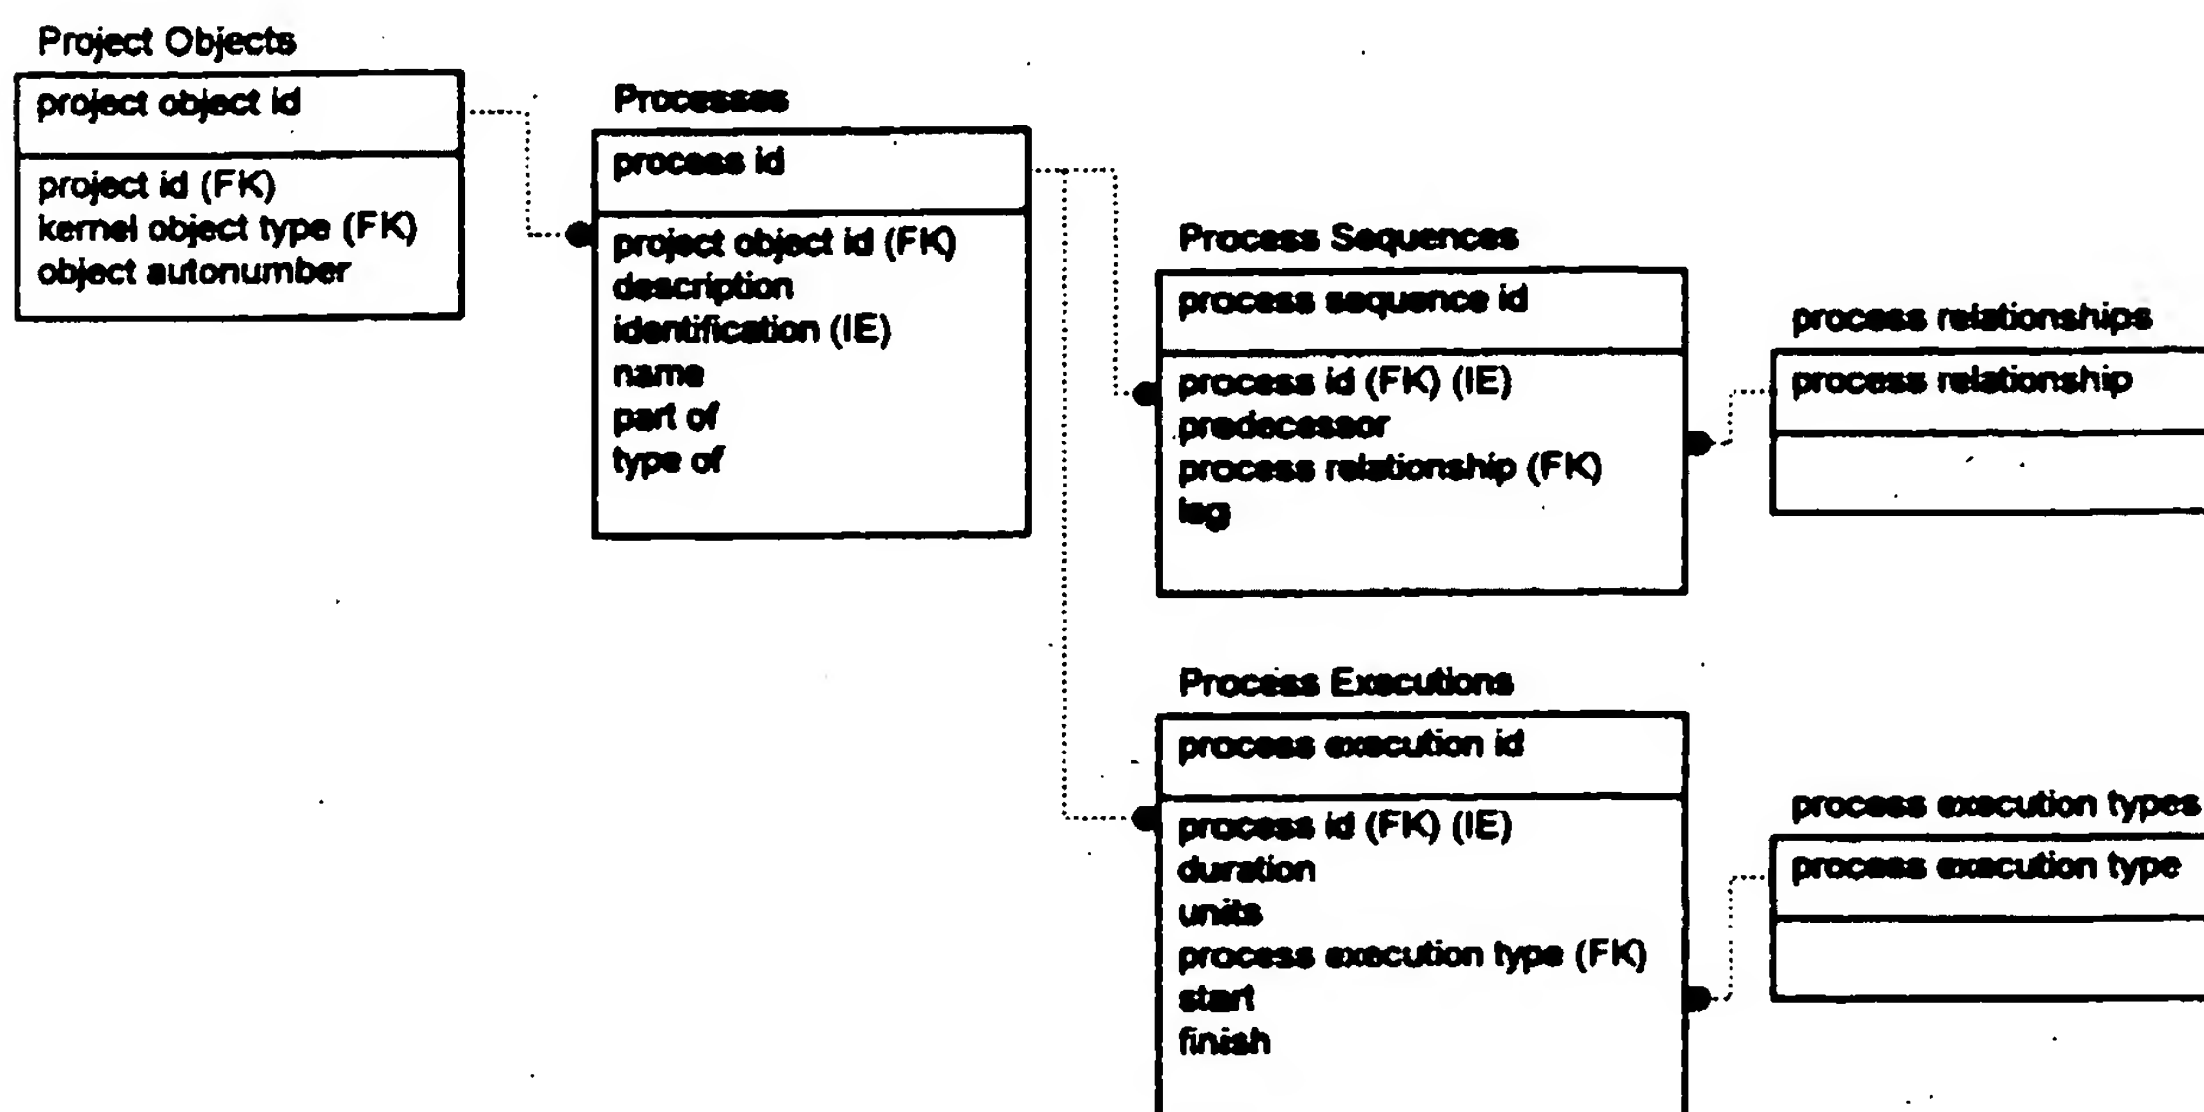 Project Objects
project object id
project id (FK)
kernel object type (FK)
object autonumber
Processes
process id
project object id (FK)
description
identification (IE)
name
part of
type of
Process Sequences
process sequence id
process id (FK) (IE)
predecessor
process relationship (FK)
lag
process relationships
process relationship
Process Executions
process execution id
process id (FK) (IE)
duration
units
process execution type (FK)
start
finish
process execution types
process execution type